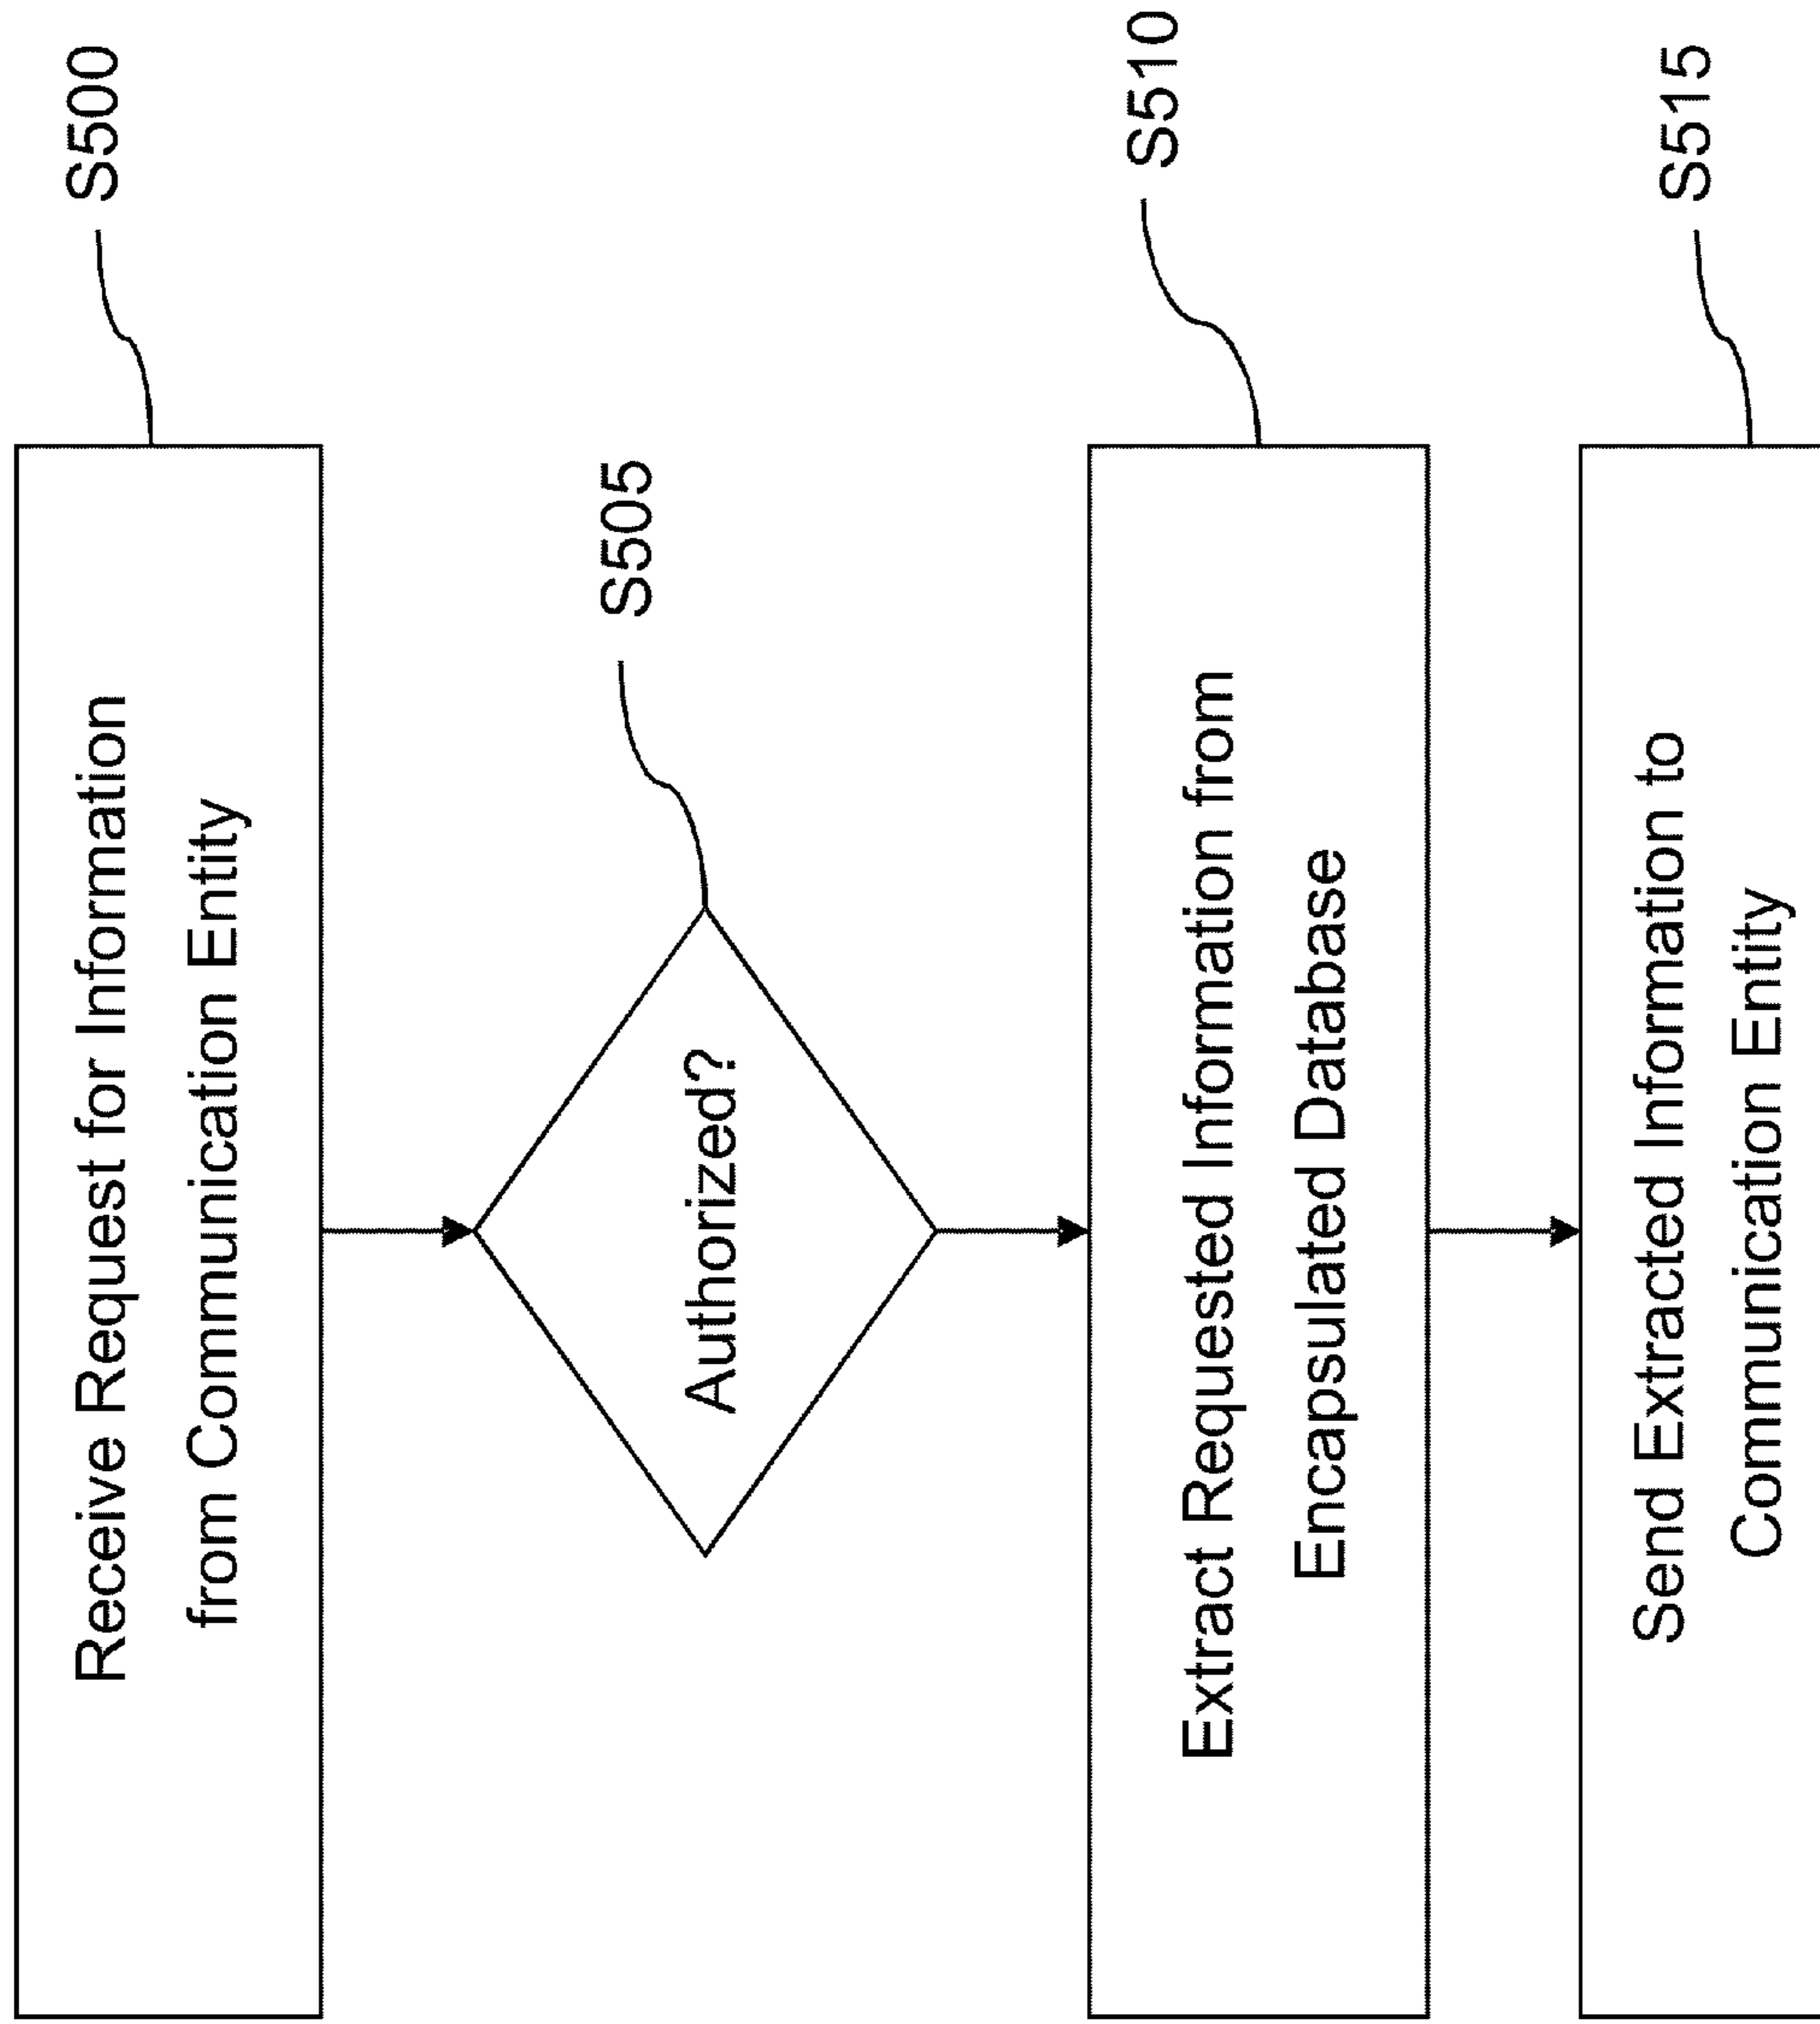 Receive Request for Information
from Communication Entity
S500
Authorized?
S505
Extract Requested Information from
Encapsulated Database
S510
Send Extracted Information to
Communication Entity
S515